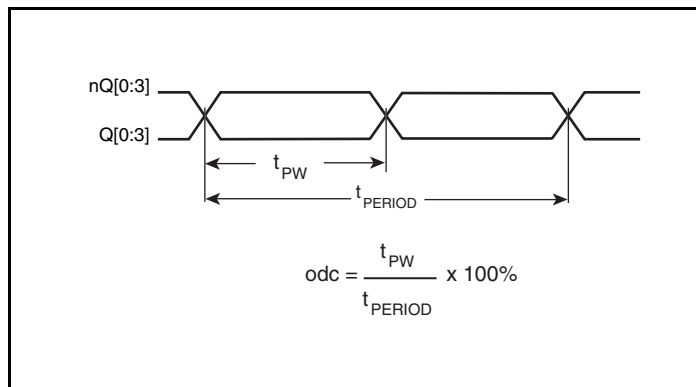 nQ[0:3]
Q[0:3]
tPW
tPERIOD
odc = tPW / tPERIOD x 100%